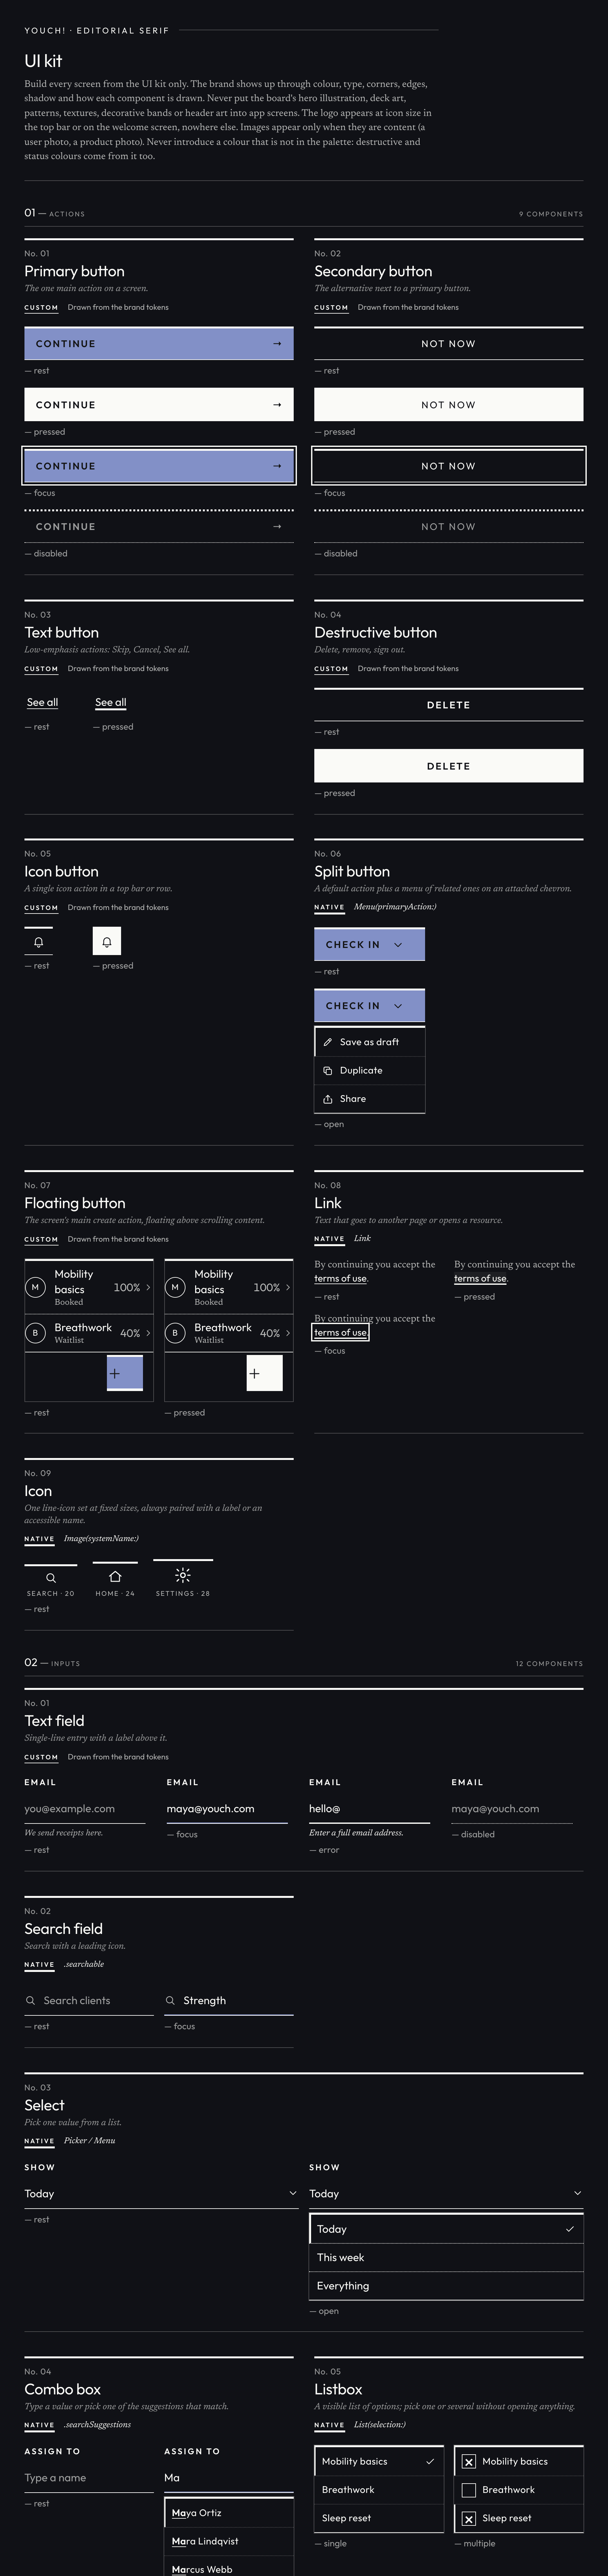 YOUCH! · EDITORIAL SERIF
UI kit
Build every screen from the UI kit only. The brand shows up through colour, type, corners, edges,
shadow and how each component is drawn. Never put the board's hero illustration, deck art,
patterns, textures, decorative bands or header art into app screens. The logo appears at icon size in
the top bar or on the welcome screen, nowhere else. Images appear only when they are content (a
user photo, a product photo). Never introduce a colour that is not in the palette: destructive and
status colours come from it too.
01 — ACTIONS
9 COMPONENTS
No. 01
Primary button
The one main action on a screen.
CUSTOM Drawn from the brand tokens
CONTINUE →
— rest
CONTINUE →
— pressed
CONTINUE →
— focus
CONTINUE →
— disabled
No. 02
Secondary button
The alternative next to a primary button.
CUSTOM Drawn from the brand tokens
NOT NOW
— rest
NOT NOW
— pressed
NOT NOW
— focus
NOT NOW
— disabled
No. 03
Text button
Low-emphasis actions: Skip, Cancel, See all.
CUSTOM Drawn from the brand tokens
See all
— rest
See all
— pressed
No. 04
Destructive button
Delete, remove, sign out.
CUSTOM Drawn from the brand tokens
DELETE
— rest
DELETE
— pressed
No. 05
Icon button
A single icon action in a top bar or row.
CUSTOM Drawn from the brand tokens
— rest
— pressed
No. 06
Split button
A default action plus a menu of related ones on an attached chevron.
NATIVE Menu(primaryAction:)
CHECK IN
— rest
CHECK IN
Save as draft
Duplicate
Share
— open
No. 07
Floating button
The screen's main create action, floating above scrolling content.
CUSTOM Drawn from the brand tokens
M Mobility basics 100%
Booked
B Breathwork 40%
Waitlist
— rest
M Mobility basics 100%
Booked
B Breathwork 40%
Waitlist
— pressed
No. 08
Link
Text that goes to another page or opens a resource.
NATIVE Link
By continuing you accept the
terms of use.
— rest
By continuing you accept the
terms of use.
— pressed
By continuing you accept the
terms of use.
— focus
No. 09
Icon
One line-icon set at fixed sizes, always paired with a label or an
accessible name.
NATIVE Image(systemName:)
SEARCH · 20
HOME · 24
SETTINGS · 28
— rest
02 — INPUTS
12 COMPONENTS
No. 01
Text field
Single-line entry with a label above it.
CUSTOM Drawn from the brand tokens
EMAIL
you@example.com
We send receipts here.
— rest
EMAIL
maya@youch.com
— focus
EMAIL
hello@
Enter a full email address.
— error
EMAIL
maya@youch.com
— disabled
No. 02
Search field
Search with a leading icon.
NATIVE .searchable
Search clients
— rest
Strength
— focus
No. 03
Select
Pick one value from a list.
NATIVE Picker / Menu
SHOW
Today
— rest
SHOW
Today
Today
This week
Everything
— open
No. 04
Combo box
Type a value or pick one of the suggestions that match.
NATIVE .searchSuggestions
ASSIGN TO
Type a name
— rest
ASSIGN TO
Ma
Maya Ortiz
Mara Lindqvist
Marcus Webb
No. 05
Listbox
A visible list of options; pick one or several without opening anything.
NATIVE List(selection:)
Mobility basics
Breathwork
Sleep reset
— single
Mobility basics
Breathwork
Sleep reset
— multiple